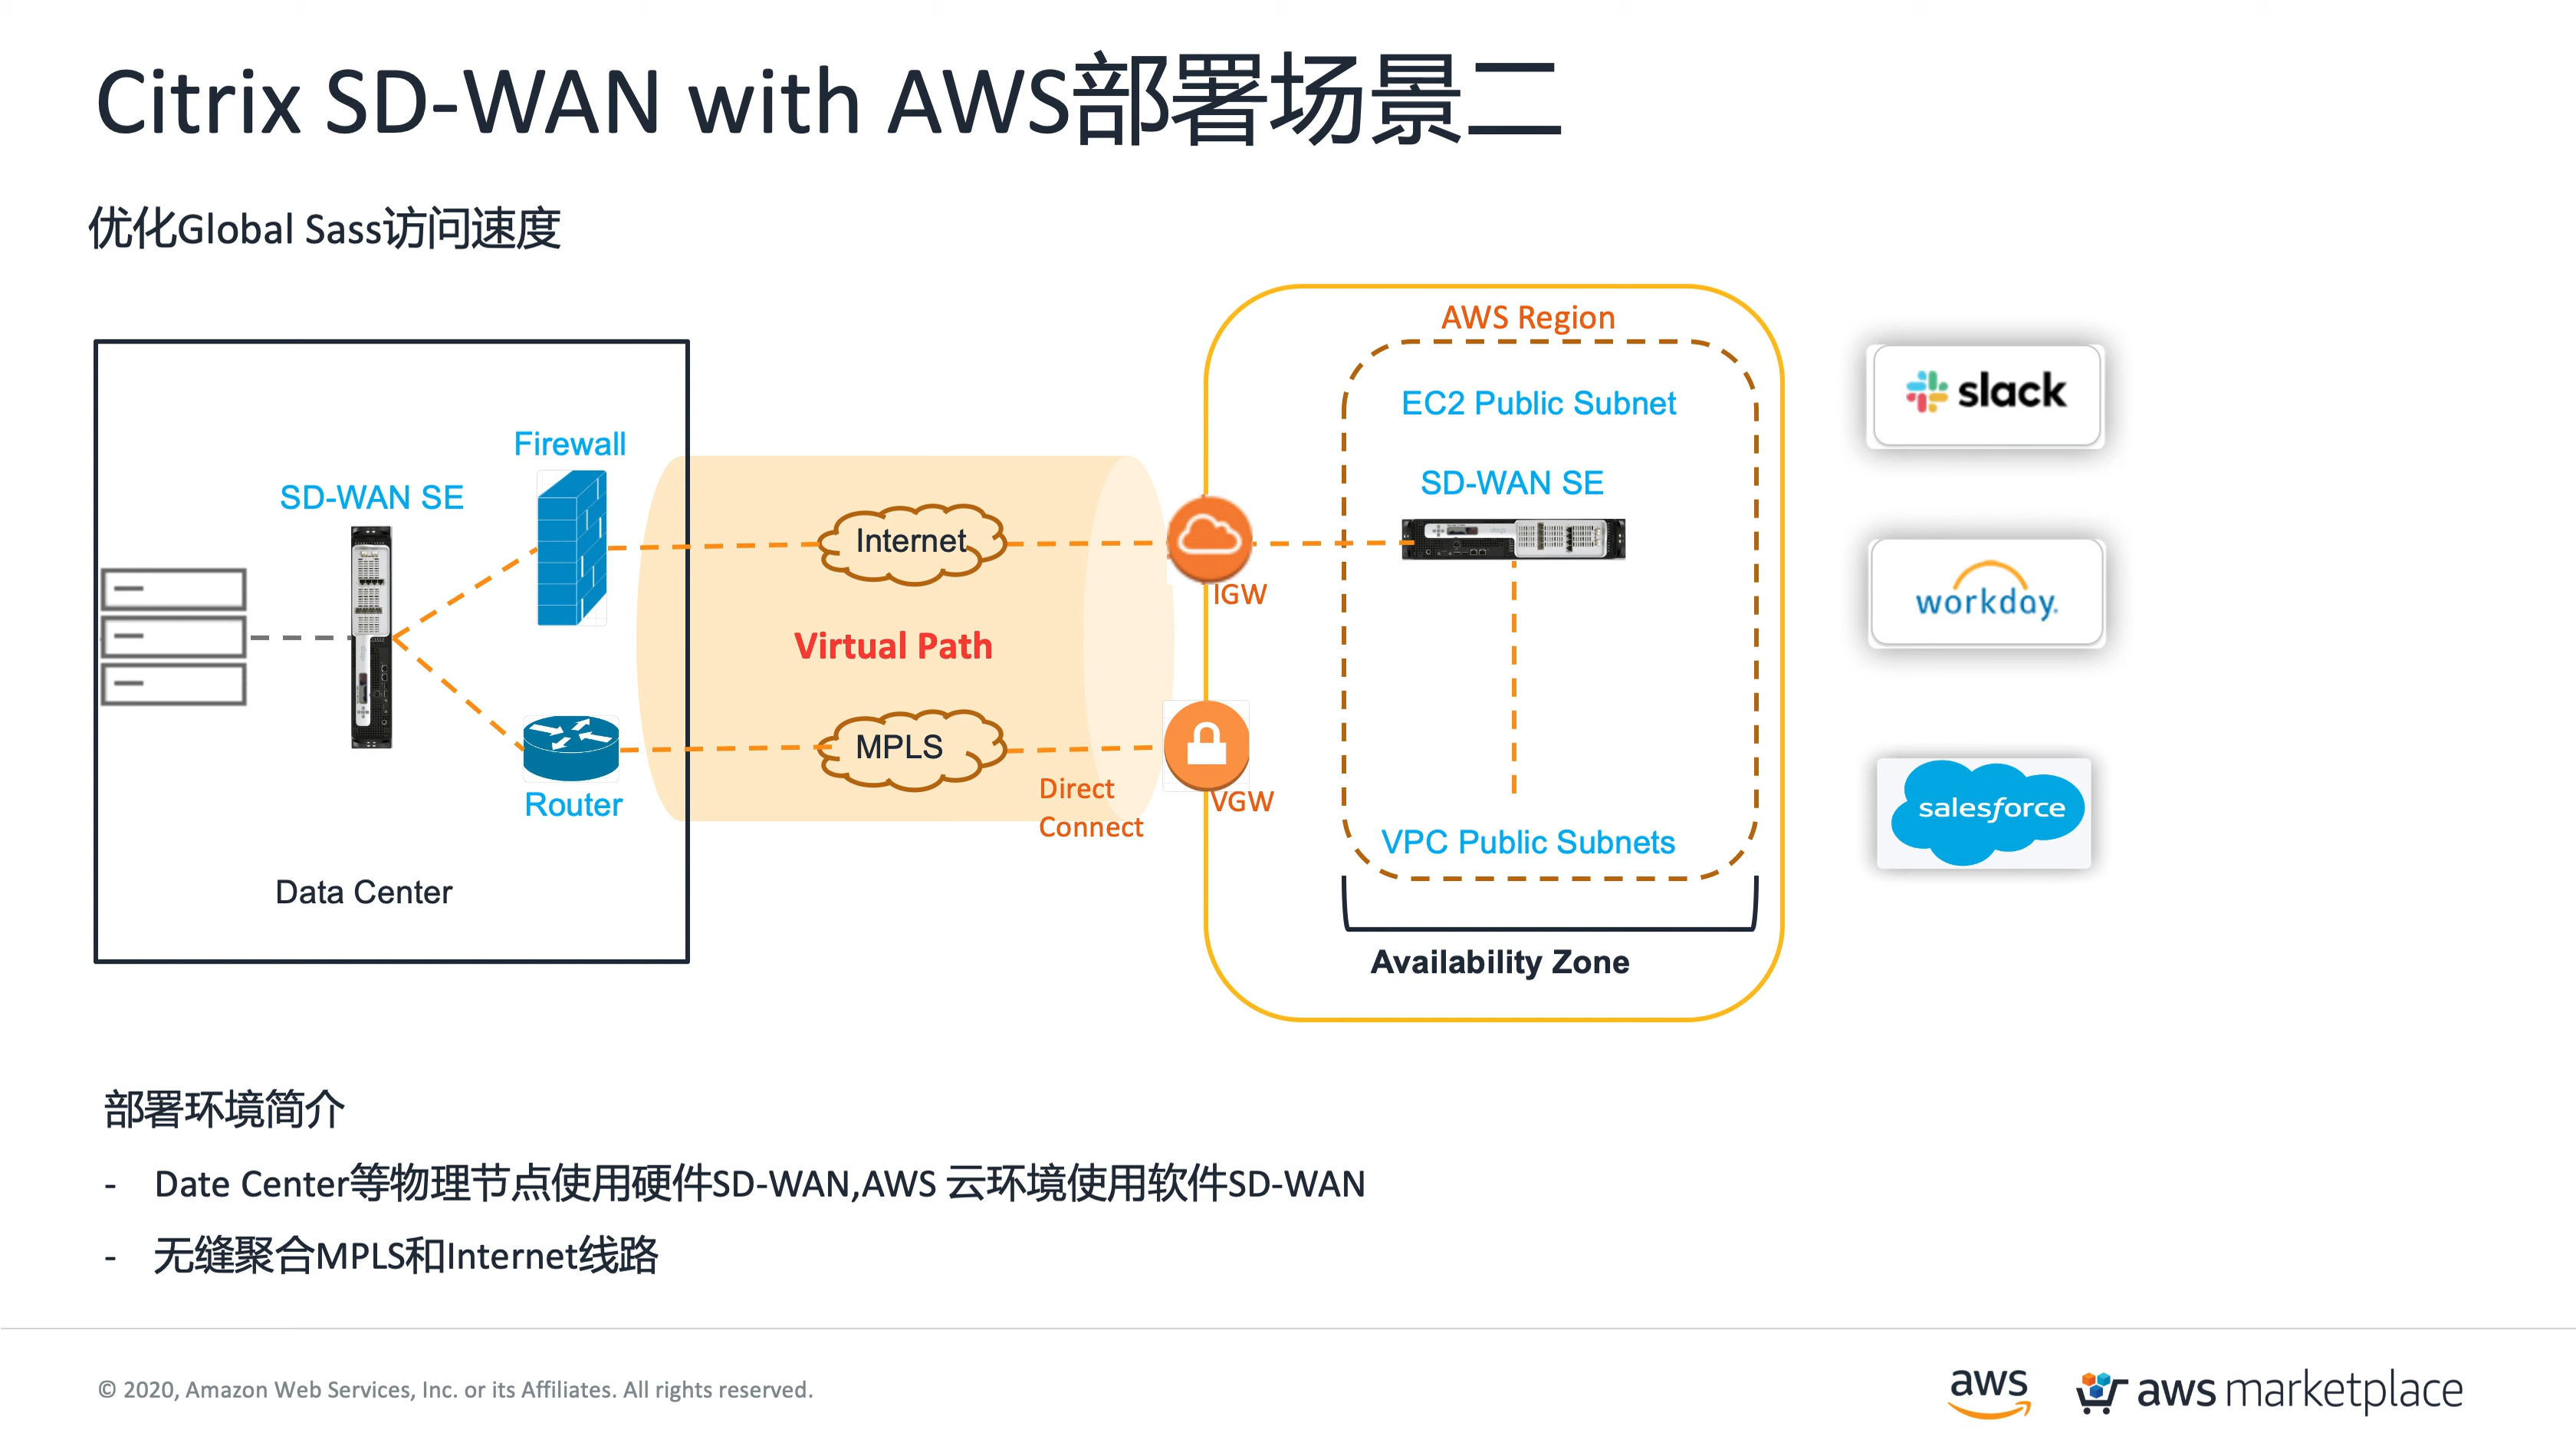 Citrix SD-WAN with AWS部署场景二
优化Global Sass访问速度
AWS Region
EC2 Public Subnet
slack
Firewall
SD-WAN SE
SD-WAN SE
Internet
IGW
workday.
Virtual Path
MPLS
Direct
Connect
VGW
Router
salesforce
VPC Public Subnets
Data Center
Availability Zone
部署环境简介
- Date Center等物理节点使用硬件SD-WAN,AWS 云环境使用软件SD-WAN
- 无缝聚合MPLS和Internet线路
© 2020, Amazon Web Services, Inc. or its Affiliates. All rights reserved.
aws
aws marketplace